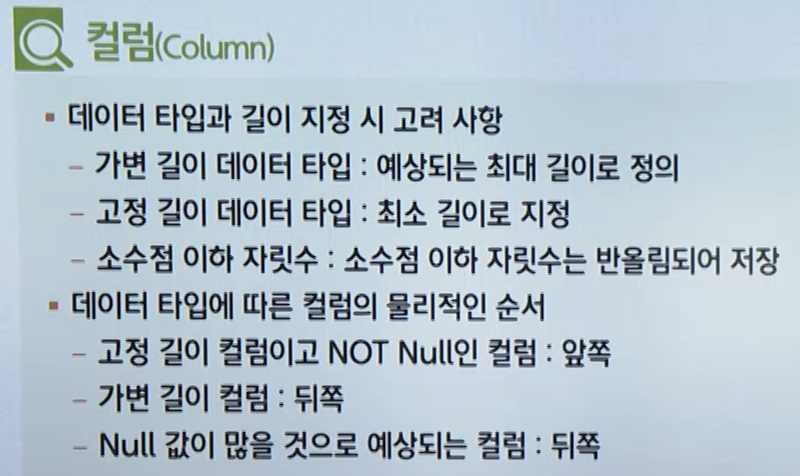 컬럼(Column)
▪ 데이터 타입과 길이 지정 시 고려 사항
– 가변 길이 데이터 타입 : 예상되는 최대 길이로 정의
– 고정 길이 데이터 타입 : 최소 길이로 지정
– 소수점 이하 자릿수 : 소수점 이하 자릿수는 반올림되어 저장
▪ 데이터 타입에 따른 컬럼의 물리적인 순서
– 고정 길이 컬럼이고 NOT Null인 컬럼 : 앞쪽
– 가변 길이 컬럼 : 뒤쪽
– Null 값이 많을 것으로 예상되는 컬럼 : 뒤쪽